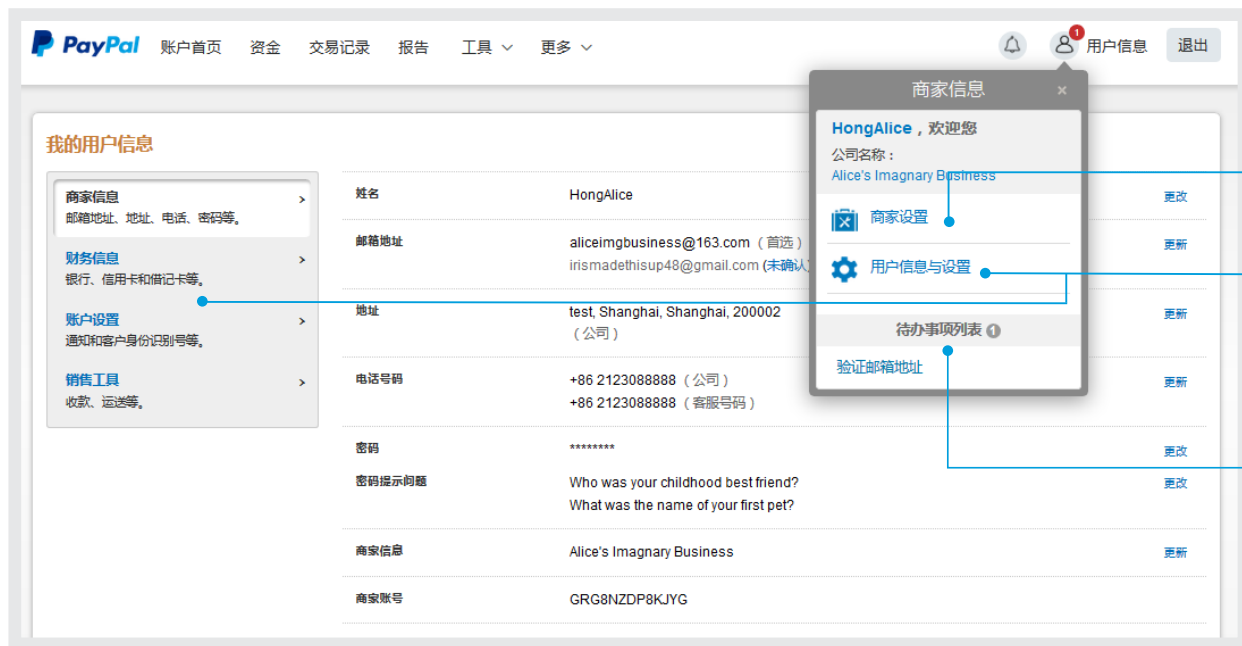 PayPal 账户首页 资金 交易记录 报告 工具 更多 1 用户信息 退出
商家信息 ×
HongAlice，欢迎您
公司名称：
Alice's Imagnary Business
商家设置
用户信息与设置
待办事项列表 1
验证邮箱地址
我的用户信息
商家信息
邮箱地址、地址、电话、密码等。
财务信息
银行、信用卡和借记卡等。
账户设置
通知和客户身份识别号等。
销售工具
收款、运送等。
姓名 HongAlice 更改
邮箱地址 aliceimgbusiness@163.com（首选） 更新
irismadethisup48@gmail.com (未确认)
地址 test, Shanghai, Shanghai, 200002 更新
（公司）
电话号码 +86 2123088888（公司） 更新
+86 2123088888（客服号码）
密码 ******** 更改
密码提示问题 Who was your childhood best friend? 更改
What was the name of your first pet?
商家信息 Alice's Imagnary Business 更新
商家账号 GRG8NZDP8KJYG